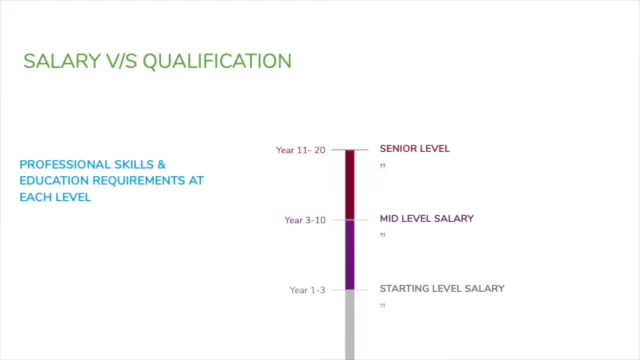 SALARY V/S QUALIFICATION
PROFESSIONAL SKILLS &
EDUCATION REQUIREMENTS AT
EACH LEVEL
Year 11- 20
SENIOR LEVEL
”
Year 3-10
MID LEVEL SALARY
”
Year 1-3
STARTING LEVEL SALARY
”